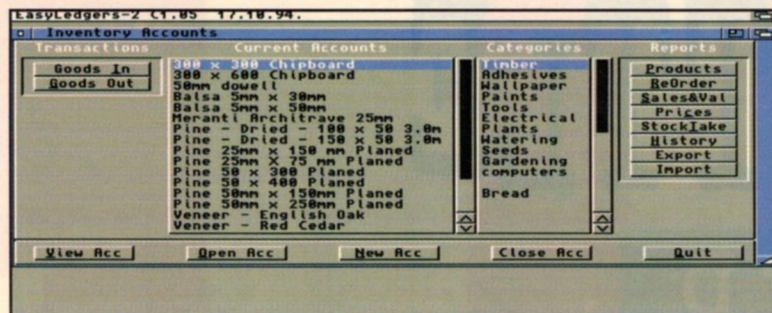 EasyLedgers-2 (1.05 17.10.94.
Inventory Accounts
Transactions
Goods In
Goods Out
Current Accounts
300 x 300 Chipboard
300 x 600 Chipboard
50mm dowell
Balsa 5mm x 30mm
Balsa 5mm x 50mm
Meranti Architrave 25mm
Pine - Dried - 100 x 50 3.0m
Pine - Dried - 150 x 50 3.0m
Pine 25mm X 150 mm Planed
Pine 25mm X 75 mm Planed
Pine 50 x 300 Planed
Pine 50 x 400 Planed
Pine 50mm x 150mm Planed
Pine 50mm x 250mm Planed
Veneer - English Oak
Veneer - Red Cedar
Categories
Timber
Adhesives
Wallpaper
Paints
Tools
Electrical
Plants
Watering
Seeds
Gardening
computers
Bread
Reports
Products
ReOrder
Sales&Val
Prices
StockTake
History
Export
Import
View Acc
Open Acc
New Acc
Close Acc
Quit